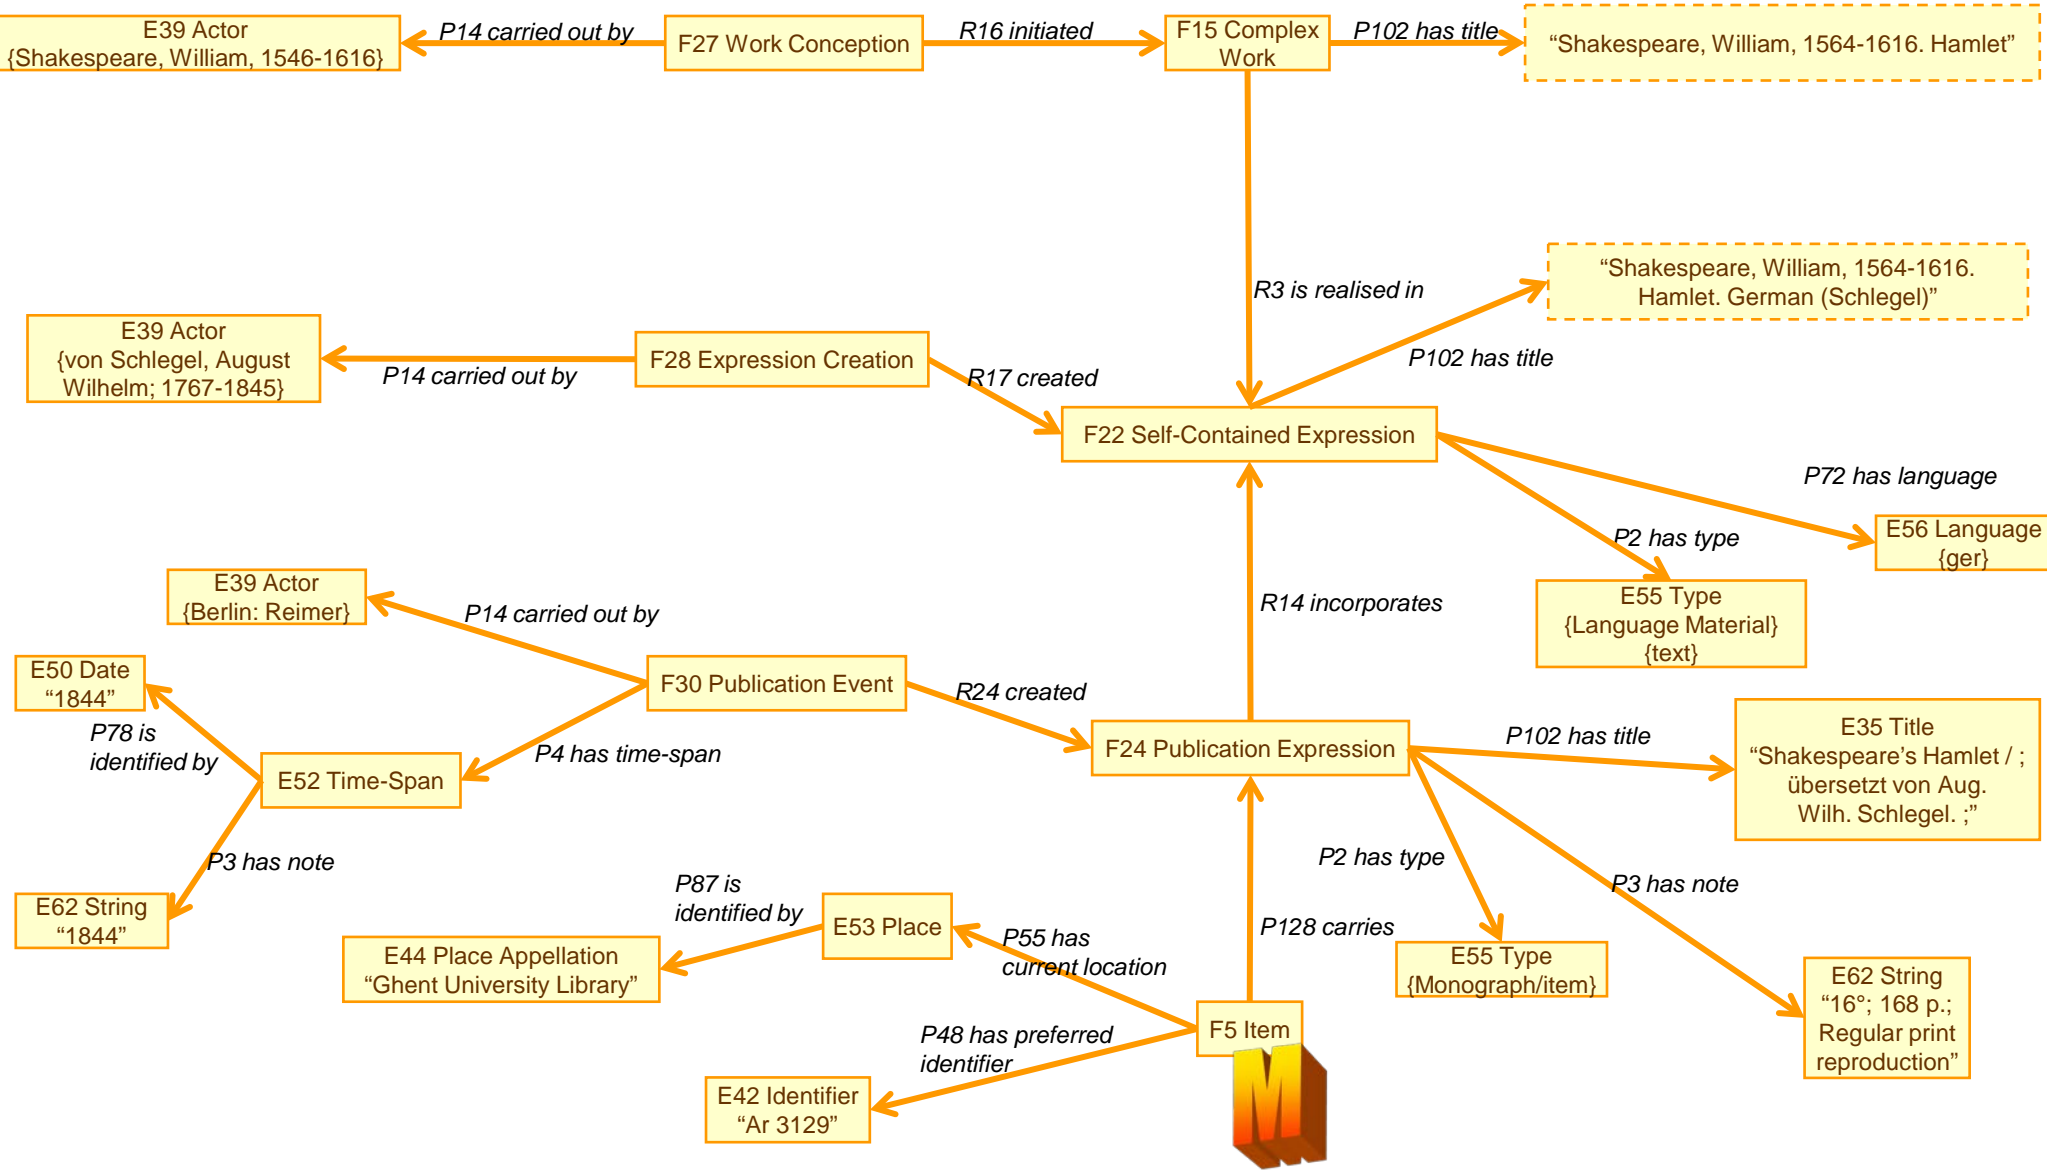 E39 Actor
{Shakespeare, William, 1546-1616}
P14 carried out by
F27 Work Conception
R16 initiated
F15 Complex
Work
P102 has title
“Shakespeare, William, 1564-1616. Hamlet”
R3 is realised in
“Shakespeare, William, 1564-1616.
Hamlet. German (Schlegel)”
P102 has title
E39 Actor
{von Schlegel, August
Wilhelm; 1767-1845}
P14 carried out by
F28 Expression Creation
R17 created
F22 Self-Contained Expression
P72 has language
E56 Language
{ger}
P2 has type
E55 Type
{Language Material}
{text}
R14 incorporates
E39 Actor
{Berlin: Reimer}
P14 carried out by
E50 Date
“1844”
F30 Publication Event
R24 created
P78 is
identified by
P4 has time-span
E52 Time-Span
F24 Publication Expression
P102 has title
E35 Title
“Shakespeare’s Hamlet / ;
übersetzt von Aug.
Wilh. Schlegel. ;”
P3 has note
E62 String
“1844”
P87 is
identified by
E53 Place
P55 has
current location
E44 Place Appellation
“Ghent University Library”
P128 carries
P2 has type
E55 Type
{Monograph/item}
P3 has note
E62 String
“16°; 168 p.;
Regular print
reproduction”
F5 Item
P48 has preferred
identifier
E42 Identifier
“Ar 3129”
M